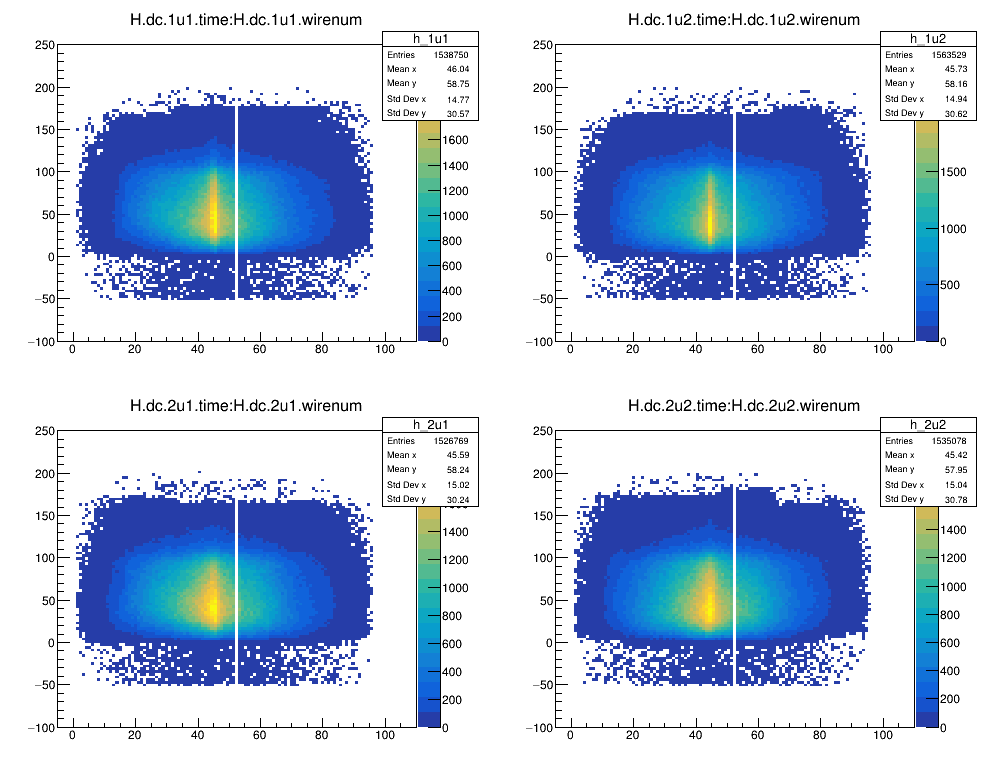 H.dc.1u1.time:H.dc.1u1.wirenum
h_1u1
Entries 1538750
Mean x 46.04
Mean y 58.75
Std Dev x 14.77
Std Dev y 30.57
250
200
150
100
50
0
−50
−100
0 20 40 60 80 100
1600
1400
1200
1000
800
600
400
200
0
H.dc.1u2.time:H.dc.1u2.wirenum
h_1u2
Entries 1563529
Mean x 45.73
Mean y 58.16
Std Dev x 14.94
Std Dev y 30.62
250
200
150
100
50
0
−50
−100
0 20 40 60 80 100
1500
1000
500
0
H.dc.2u1.time:H.dc.2u1.wirenum
h_2u1
Entries 1526769
Mean x 45.59
Mean y 58.24
Std Dev x 15.02
Std Dev y 30.24
250
200
150
100
50
0
−50
−100
0 20 40 60 80 100
1400
1200
1000
800
600
400
200
0
H.dc.2u2.time:H.dc.2u2.wirenum
h_2u2
Entries 1535078
Mean x 45.42
Mean y 57.95
Std Dev x 15.04
Std Dev y 30.78
250
200
150
100
50
0
−50
−100
0 20 40 60 80 100
1400
1200
1000
800
600
400
200
0